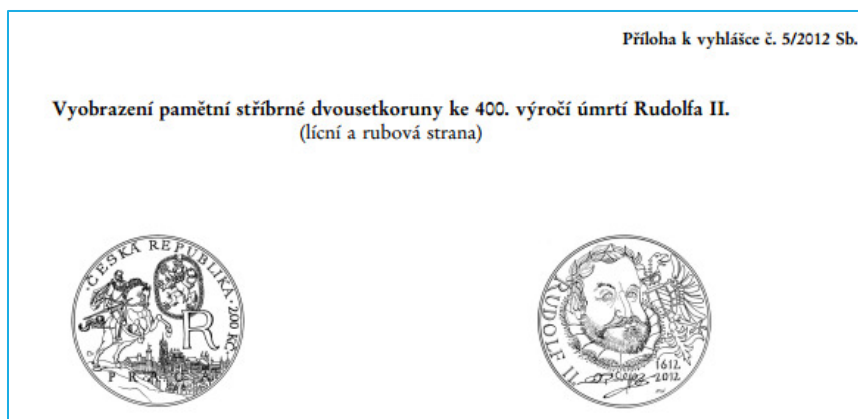 Příloha k vyhlášce č. 5/2012 Sb.
Vyobrazení pamětní stříbrné dvousetkoruny ke 400. výročí úmrtí Rudolfa II.
(lícní a rubová strana)
·ČESKÁ REPUBLIKA·200 KČ·
R
PRAGA
RUDOLF II.
1612
2012